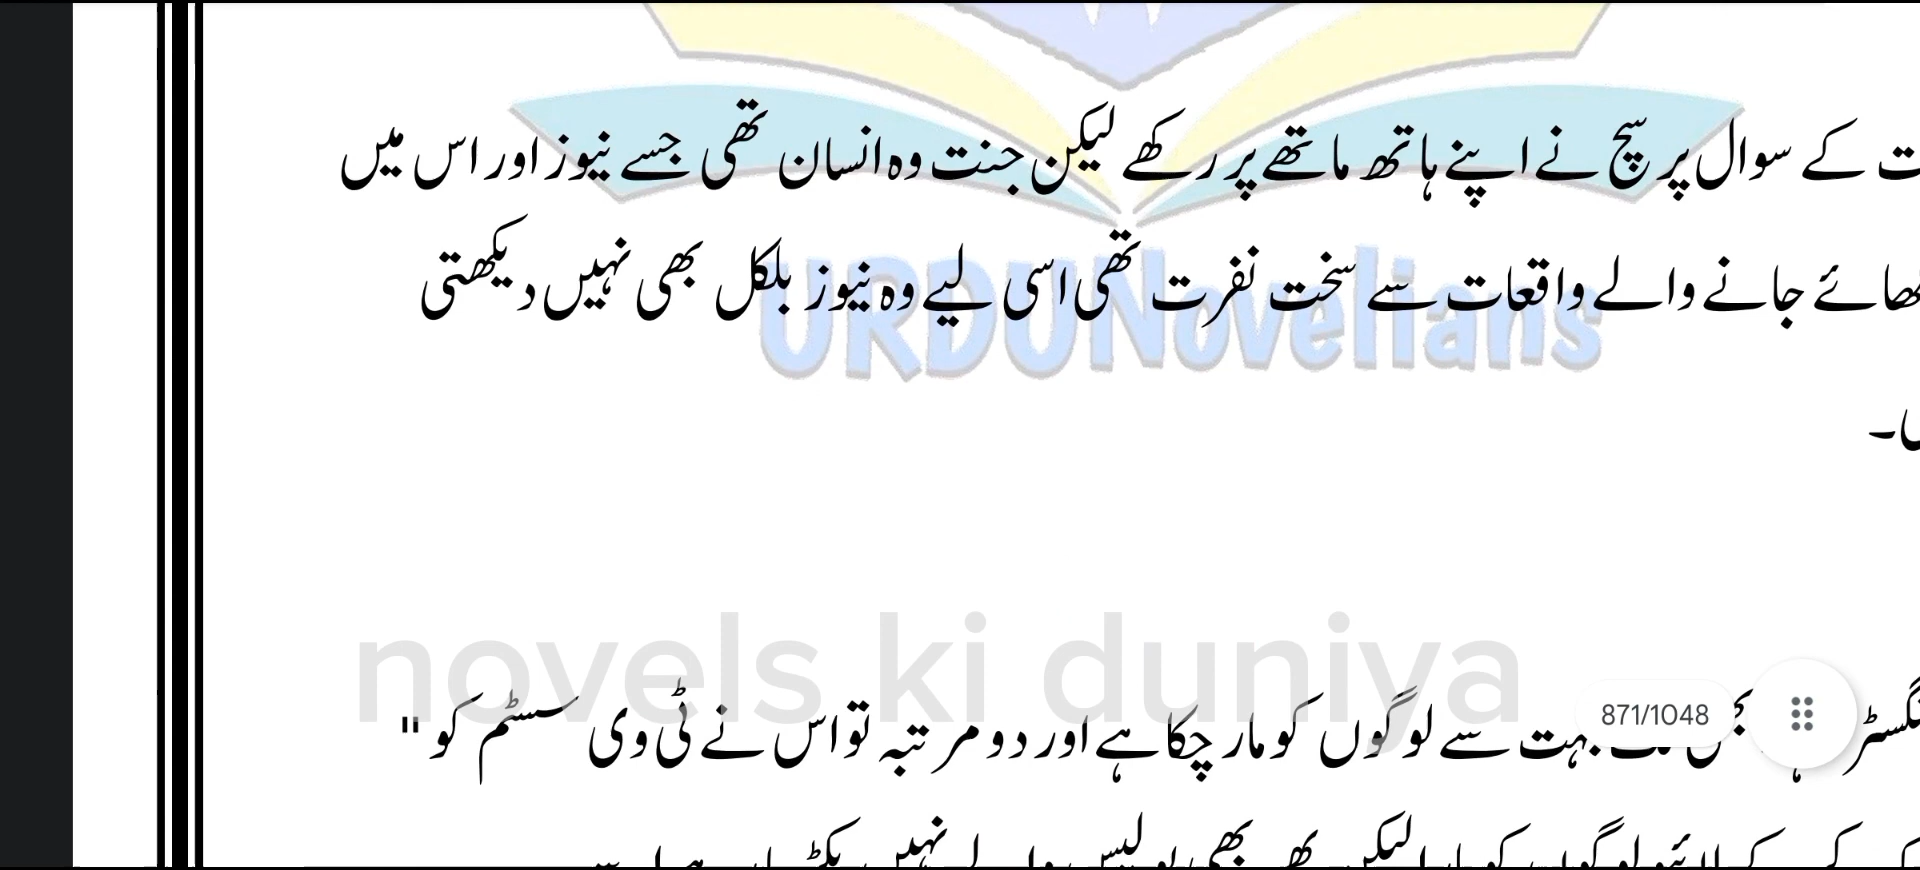 کے سوال پر سچ نے اپنے ہاتھ ماتھے پر رکھے لیکن جنت وہ انسان تھی جسے نیوز اور اس میں
جانے والے واقعات سے سخت نفرت تھی اسی لیے وہ نیوز بلکل بھی نہیں دیکھتی
URDUNovelians
novels ki duniya
871/1048
بہت سے لوگوں کو مار چکا ہے اور دو مرتبہ تو اس نے ٹی وی سسٹم کو "